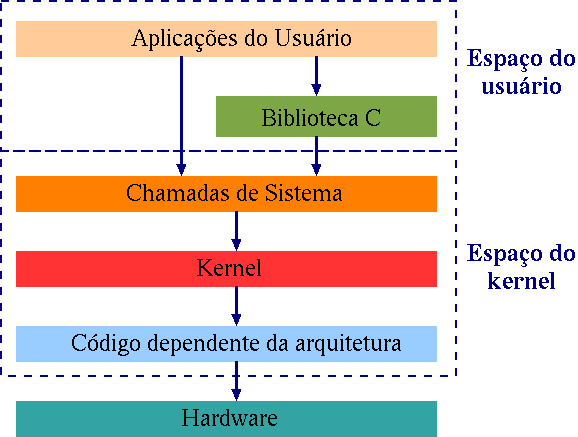 Aplicações do Usuário
Espaço do
usuário
Biblioteca C
Chamadas de Sistema
Kernel
Espaço do
kernel
Código dependente da arquitetura
Hardware